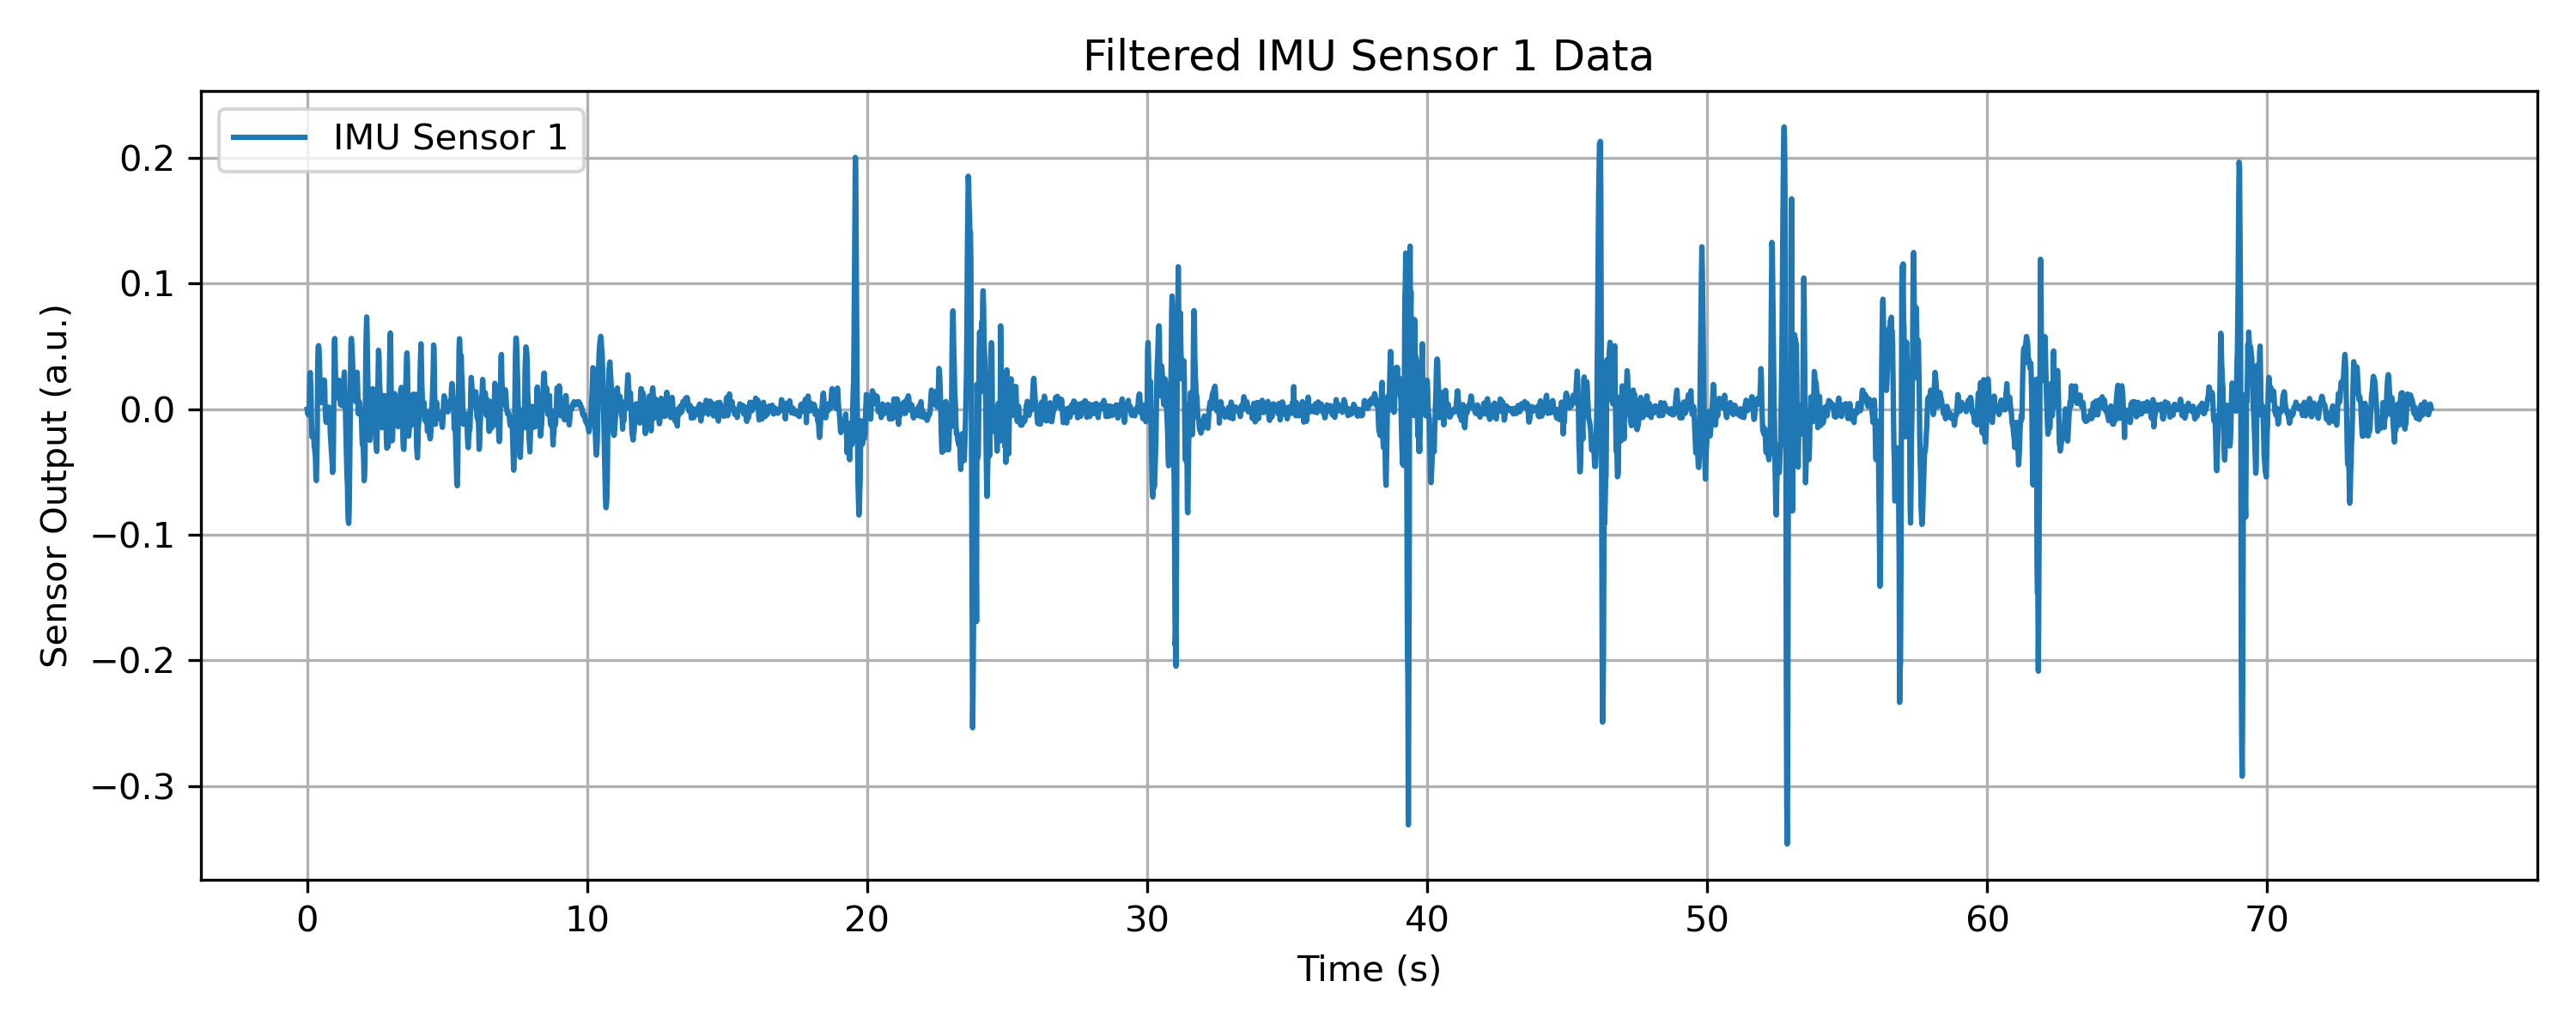 Filtered IMU Sensor 1 Data
IMU Sensor 1
Sensor Output (a.u.)
0.2
0.1
0.0
−0.1
−0.2
−0.3
0 10 20 30 40 50 60 70
Time (s)